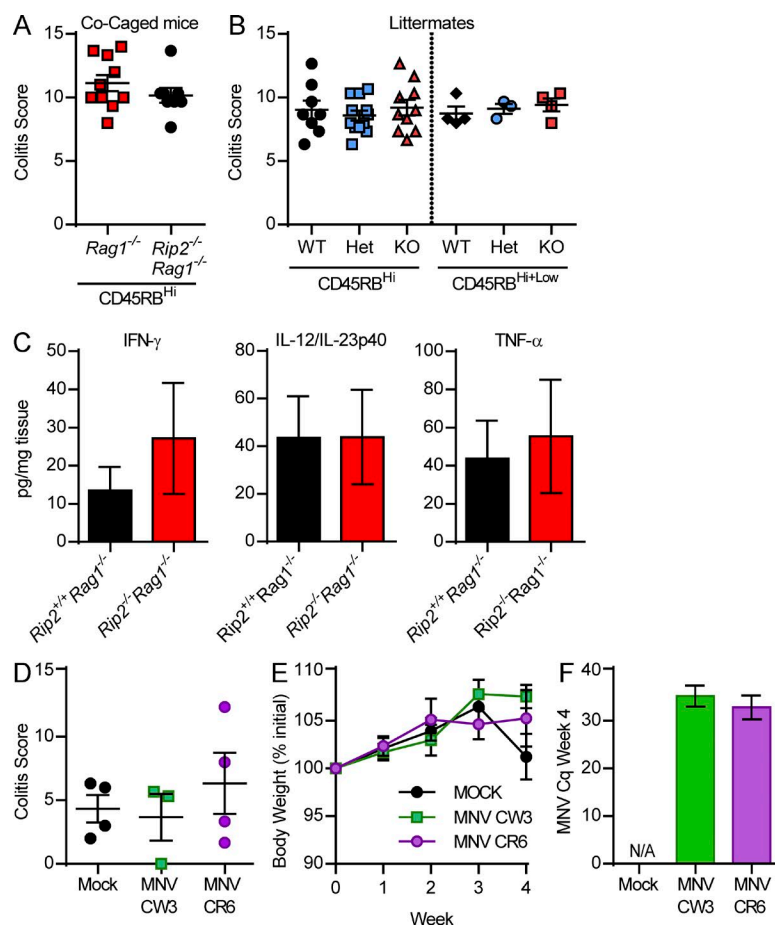 A
Co-Caged mice
Colitis Score
15
10
5
0
Rag1-/-
Rip2-/-
Rag1-/-
CD45RBHi
B
Littermates
Colitis Score
15
10
5
0
WT
Het
KO
WT
Het
KO
CD45RBHi
CD45RBHi+Low
C
pg/mg tissue
IFN-γ
50
40
30
20
10
0
Rip2+/+Rag1-/-
Rip2-/-Rag1-/-
IL-12/IL-23p40
80
60
40
20
0
Rip2+/+Rag1-/-
Rip2-/-Rag1-/-
TNF-α
100
80
60
40
20
0
Rip2+/+Rag1-/-
Rip2-/-Rag1-/-
D
Colitis Score
15
10
5
0
Mock
MNV
CW3
MNV
CR6
E
Body Weight (% initial)
110
105
100
95
90
MOCK
MNV CW3
MNV CR6
0 1 2 3 4
Week
F
MNV Cq Week 4
40
30
20
10
0
N/A
Mock
MNV
CW3
MNV
CR6